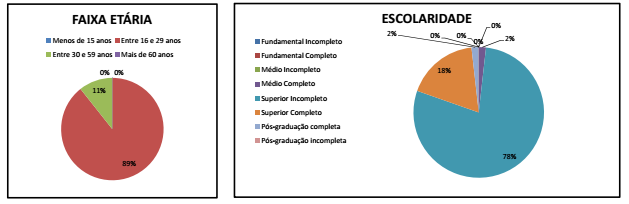 FAIXA ETÁRIA
Menos de 15 anos Entre 16 e 29 anos
Entre 30 e 59 anos Mais de 60 anos
0% 0%
11%
89%
ESCOLARIDADE
Fundamental Incompleto
Fundamental Completo
Médio Incompleto
Médio Completo
Superior Incompleto
Superior Completo
Pós-graduação completa
Pós-graduação incompleta
0%
2% 0% 0% 0% 2%
18%
78%